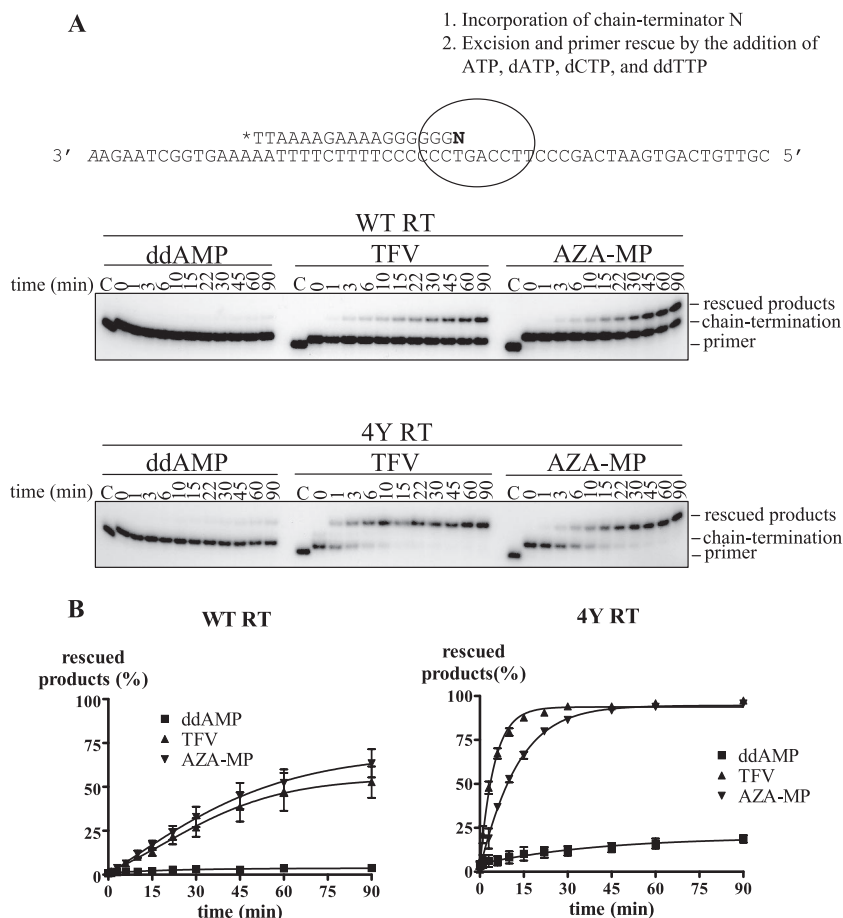 A
1. Incorporation of chain-terminator N
2. Excision and primer rescue by the addition of
ATP, dATP, dCTP, and ddTTP
*TTAAAAGAAAAGGGGGGN
3' AAGAATCGGTGAAAAATTTTCTTTTCCCCCCTGACCTTCCCGACTAAGTGACTGTTGC 5'
WT RT
ddAMP TFV AZA-MP
time (min) C 0 1 3 6 10 15 22 30 45 60 90 C 0 1 3 6 10 15 22 30 45 60 90 C 0 1 3 6 10 15 22 30 45 60 90
rescued products
chain-termination
primer
4Y RT
ddAMP TFV AZA-MP
time (min) C 0 1 3 6 10 15 22 30 45 60 90 C 0 1 3 6 10 15 22 30 45 60 90 C 0 1 3 6 10 15 22 30 45 60 90
rescued products
chain-termination
primer
B
WT RT
rescued
products (%)
100
75
50
25
0
0 15 30 45 60 75 90
time (min)
ddAMP
TFV
AZA-MP
4Y RT
rescued
products(%)
100
75
50
25
0
0 15 30 45 60 75 90
time (min)
ddAMP
TFV
AZA-MP